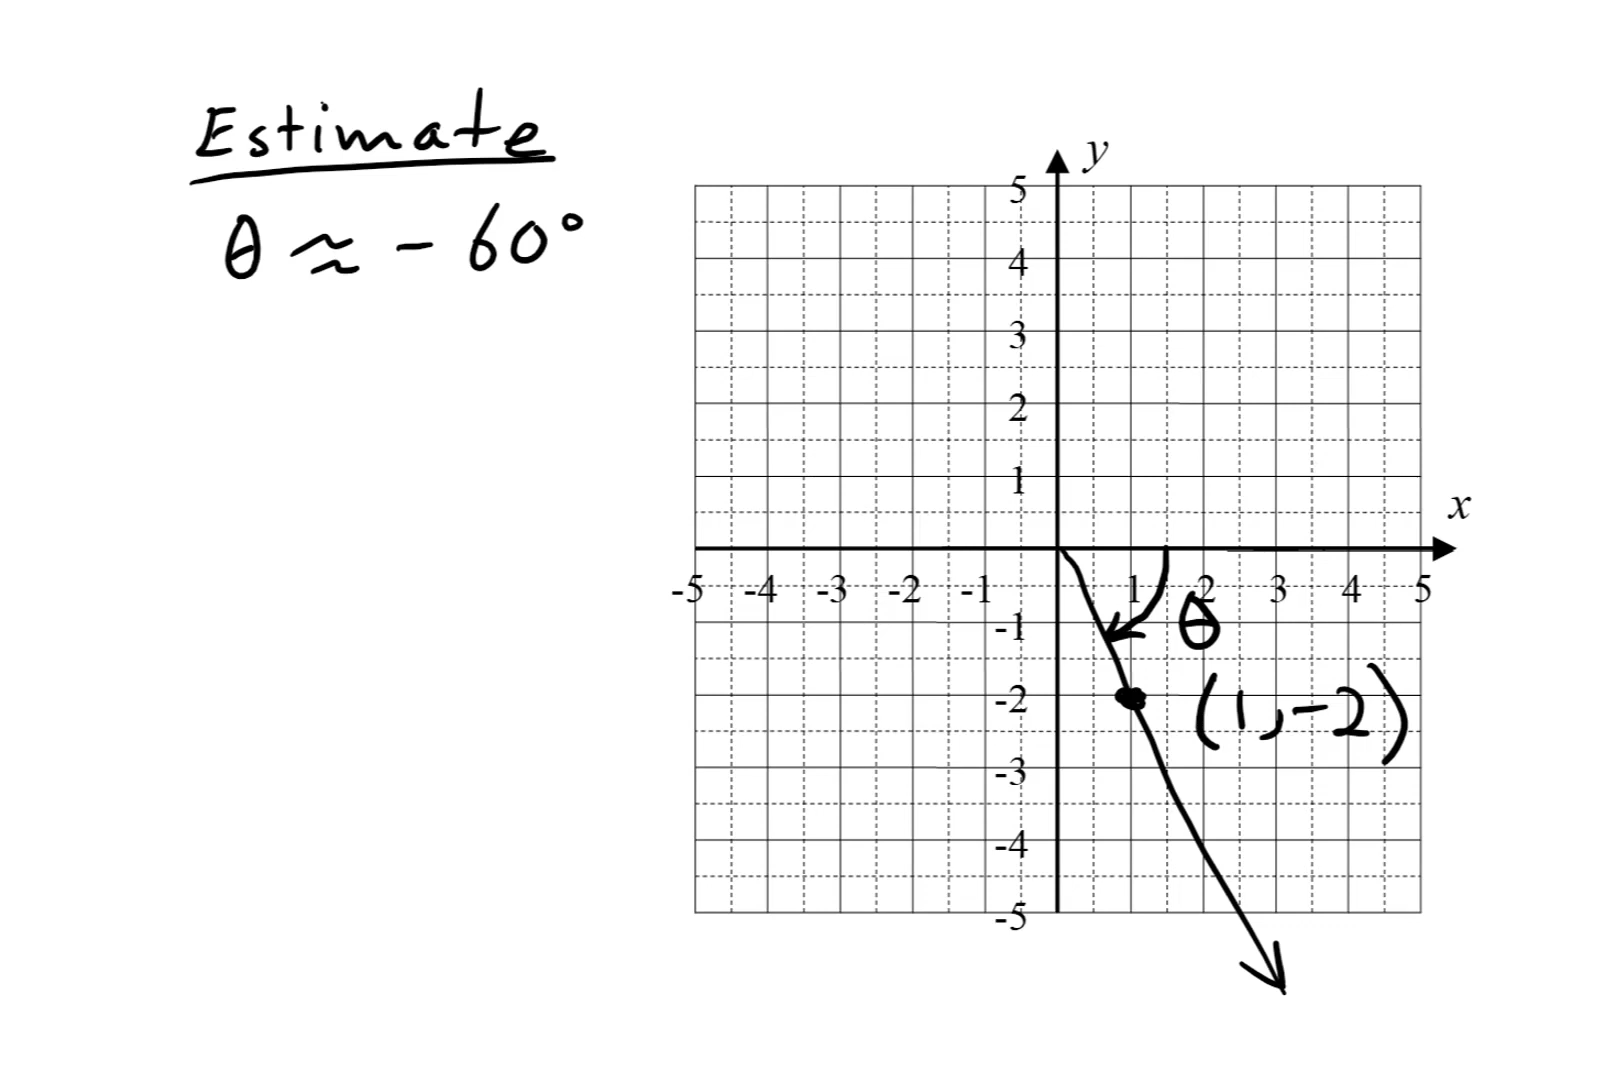 Estimate
θ ≈ - 60°
y
5
4
3
2
1
x
-5 -4 -3 -2 -1 1 2 3 4 5
-1
θ
-2
(1, -2)
-3
-4
-5